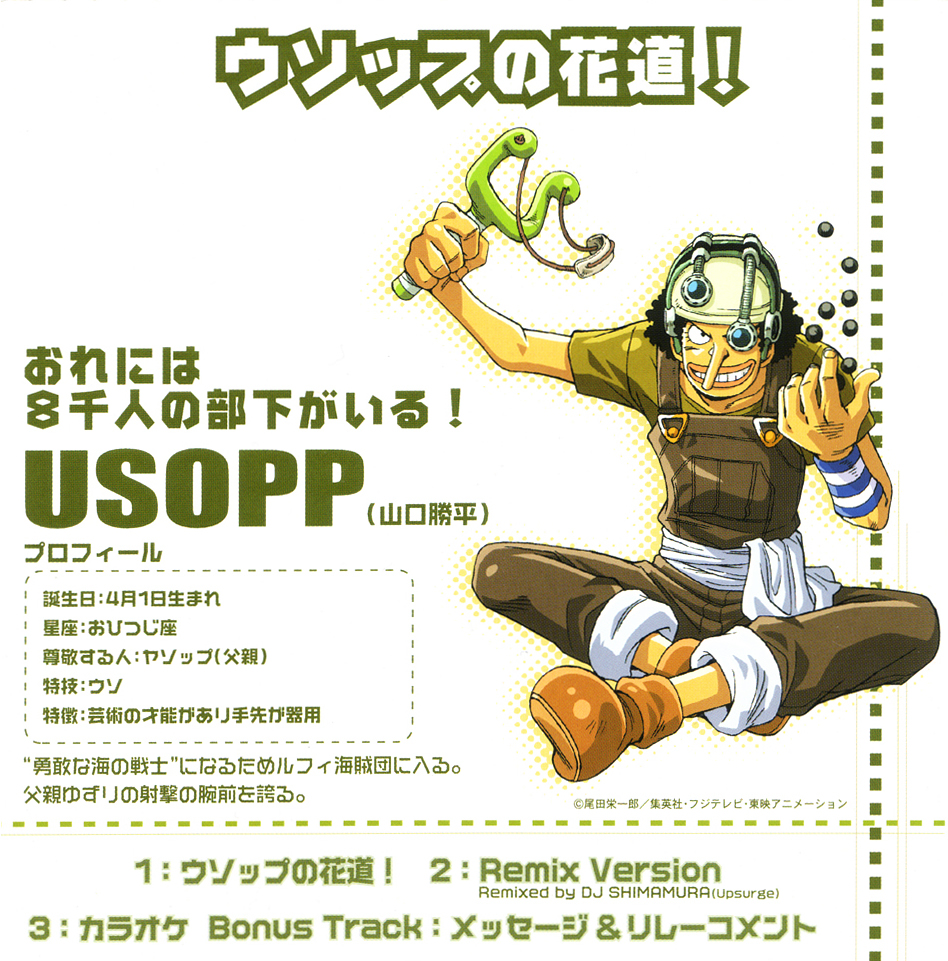 ウソップの花道!
おれには
8千人の部下がいる!
USOPP(山口勝平)
プロフィール
誕生日:4月1日生まれ
星座:おひつじ座
尊敬する人:ヤソップ(父親)
特技:ウソ
特徴:芸術の才能があり手先が器用
“勇敢な海の戦士”になるためルフィ海賊団に入る。
父親ゆずりの射撃の腕前を誇る。
©尾田栄一郎/集英社・フジテレビ・東映アニメーション
1:ウソップの花道! 2:Remix Version
Remixed by DJ SHIMAMURA(Upsurge)
3:カラオケ Bonus Track:メッセージ&リレーコメント